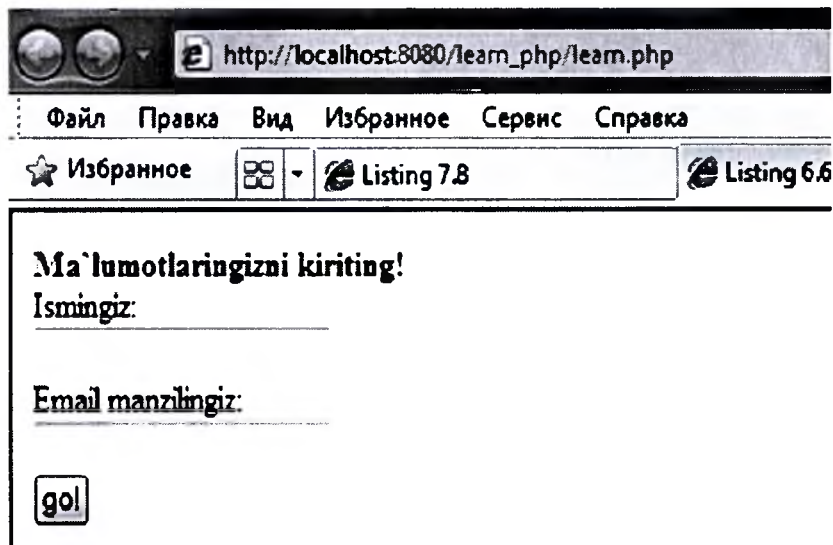 http://localhost:8080/learn_php/learn.php
Файл Правка Вид Избранное Сервис Справка
Избранное Listing 7.8 Listing 6.6
Ma`lumotlaringizni kiriting!
Ismingiz:
Email manzilingiz:
go!